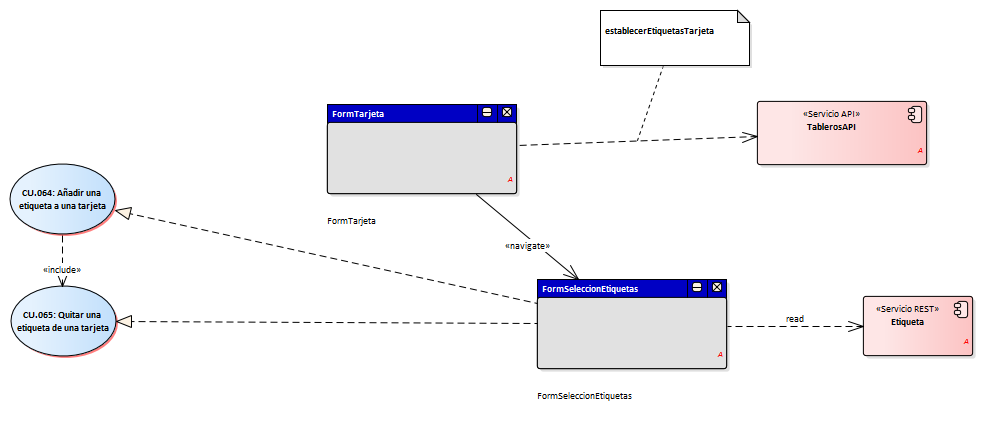 establecerEtiquetasTarjeta
FormTarjeta
A
«Servicio API»
TablerosAPI
A
CU.064: Añadir una
etiqueta a una tarjeta
FormTarjeta
«navigate»
«include»
CU.065: Quitar una
etiqueta de una tarjeta
FormSeleccionEtiquetas
A
read
«Servicio REST»
Etiqueta
A
FormSeleccionEtiquetas